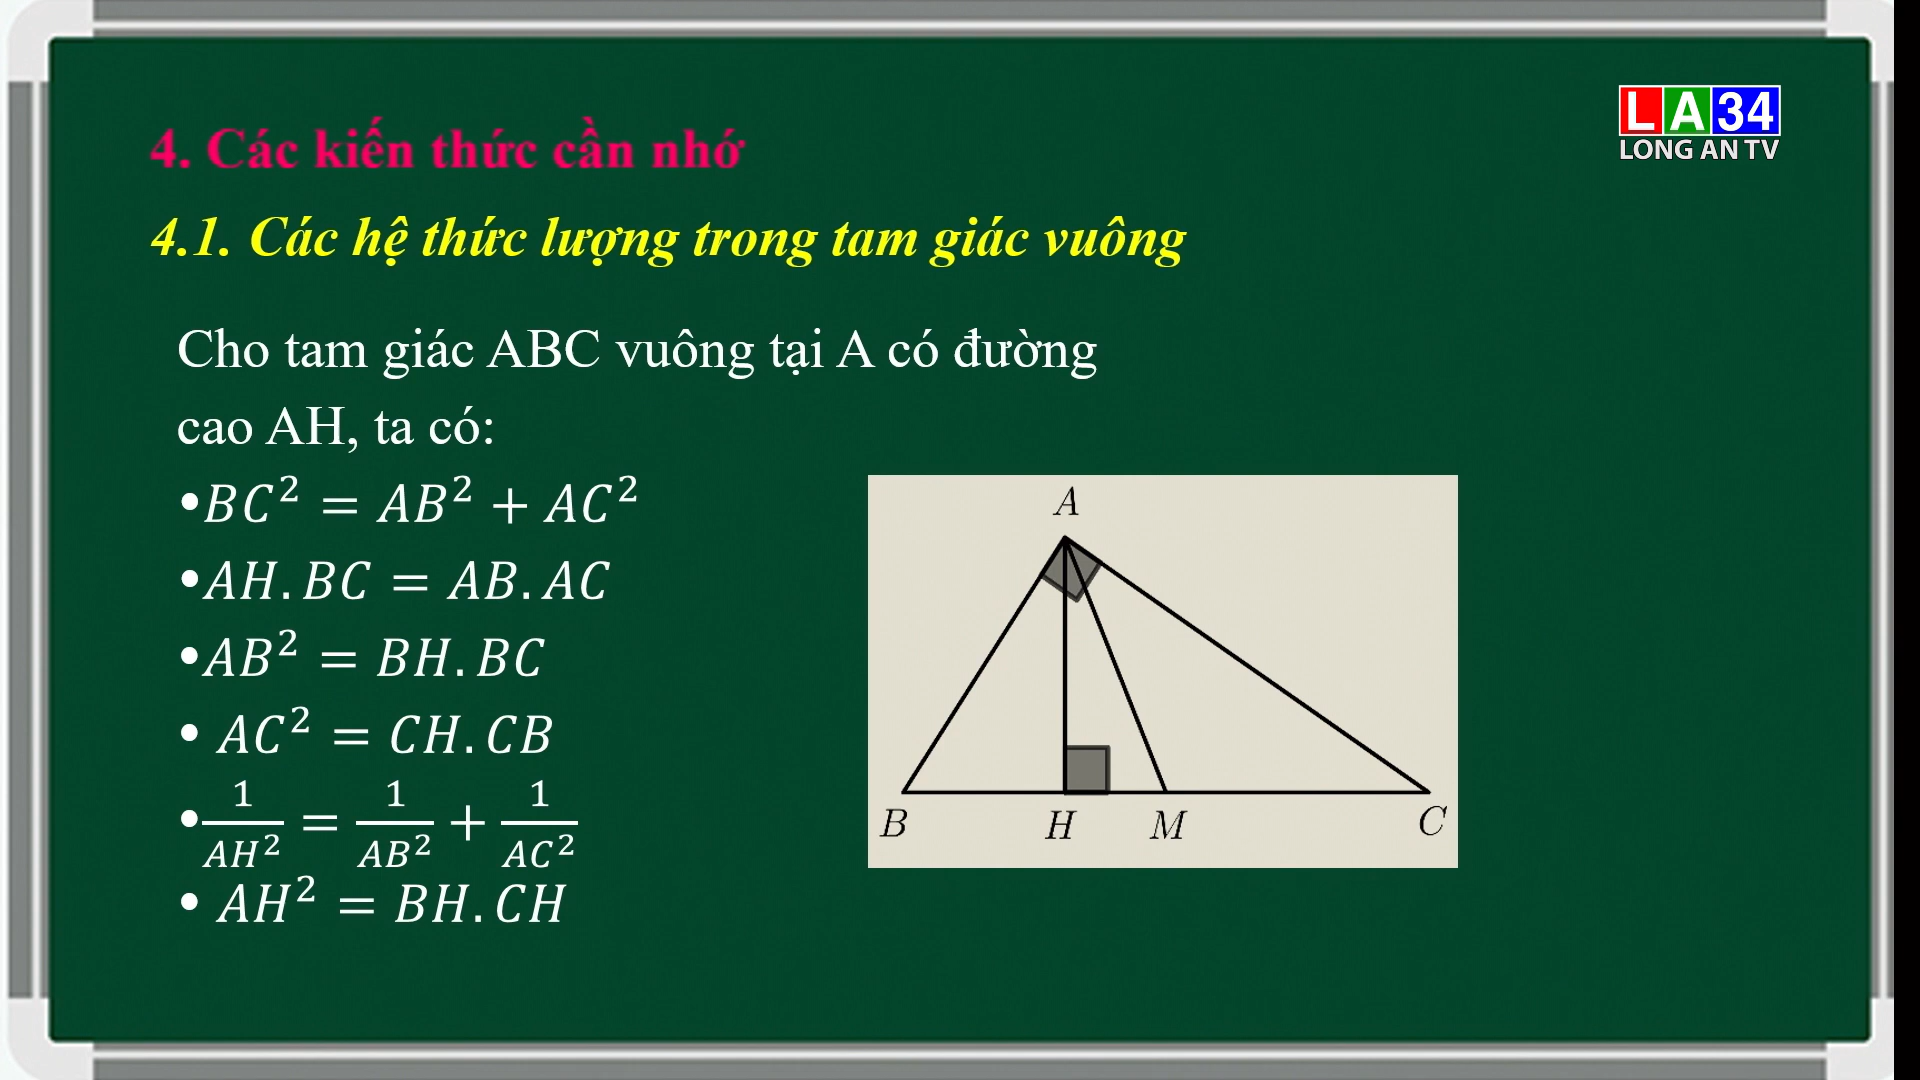 LA34
LONG AN TV
4. Các kiến thức cần nhớ
4.1. Các hệ thức lượng trong tam giác vuông
Cho tam giác ABC vuông tại A có đường
cao AH, ta có:
•BC² = AB² + AC²
•AH.BC = AB.AC
•AB² = BH.BC
• AC² = CH.CB
•1/AH² = 1/AB² + 1/AC²
• AH² = BH.CH
A
B H M C